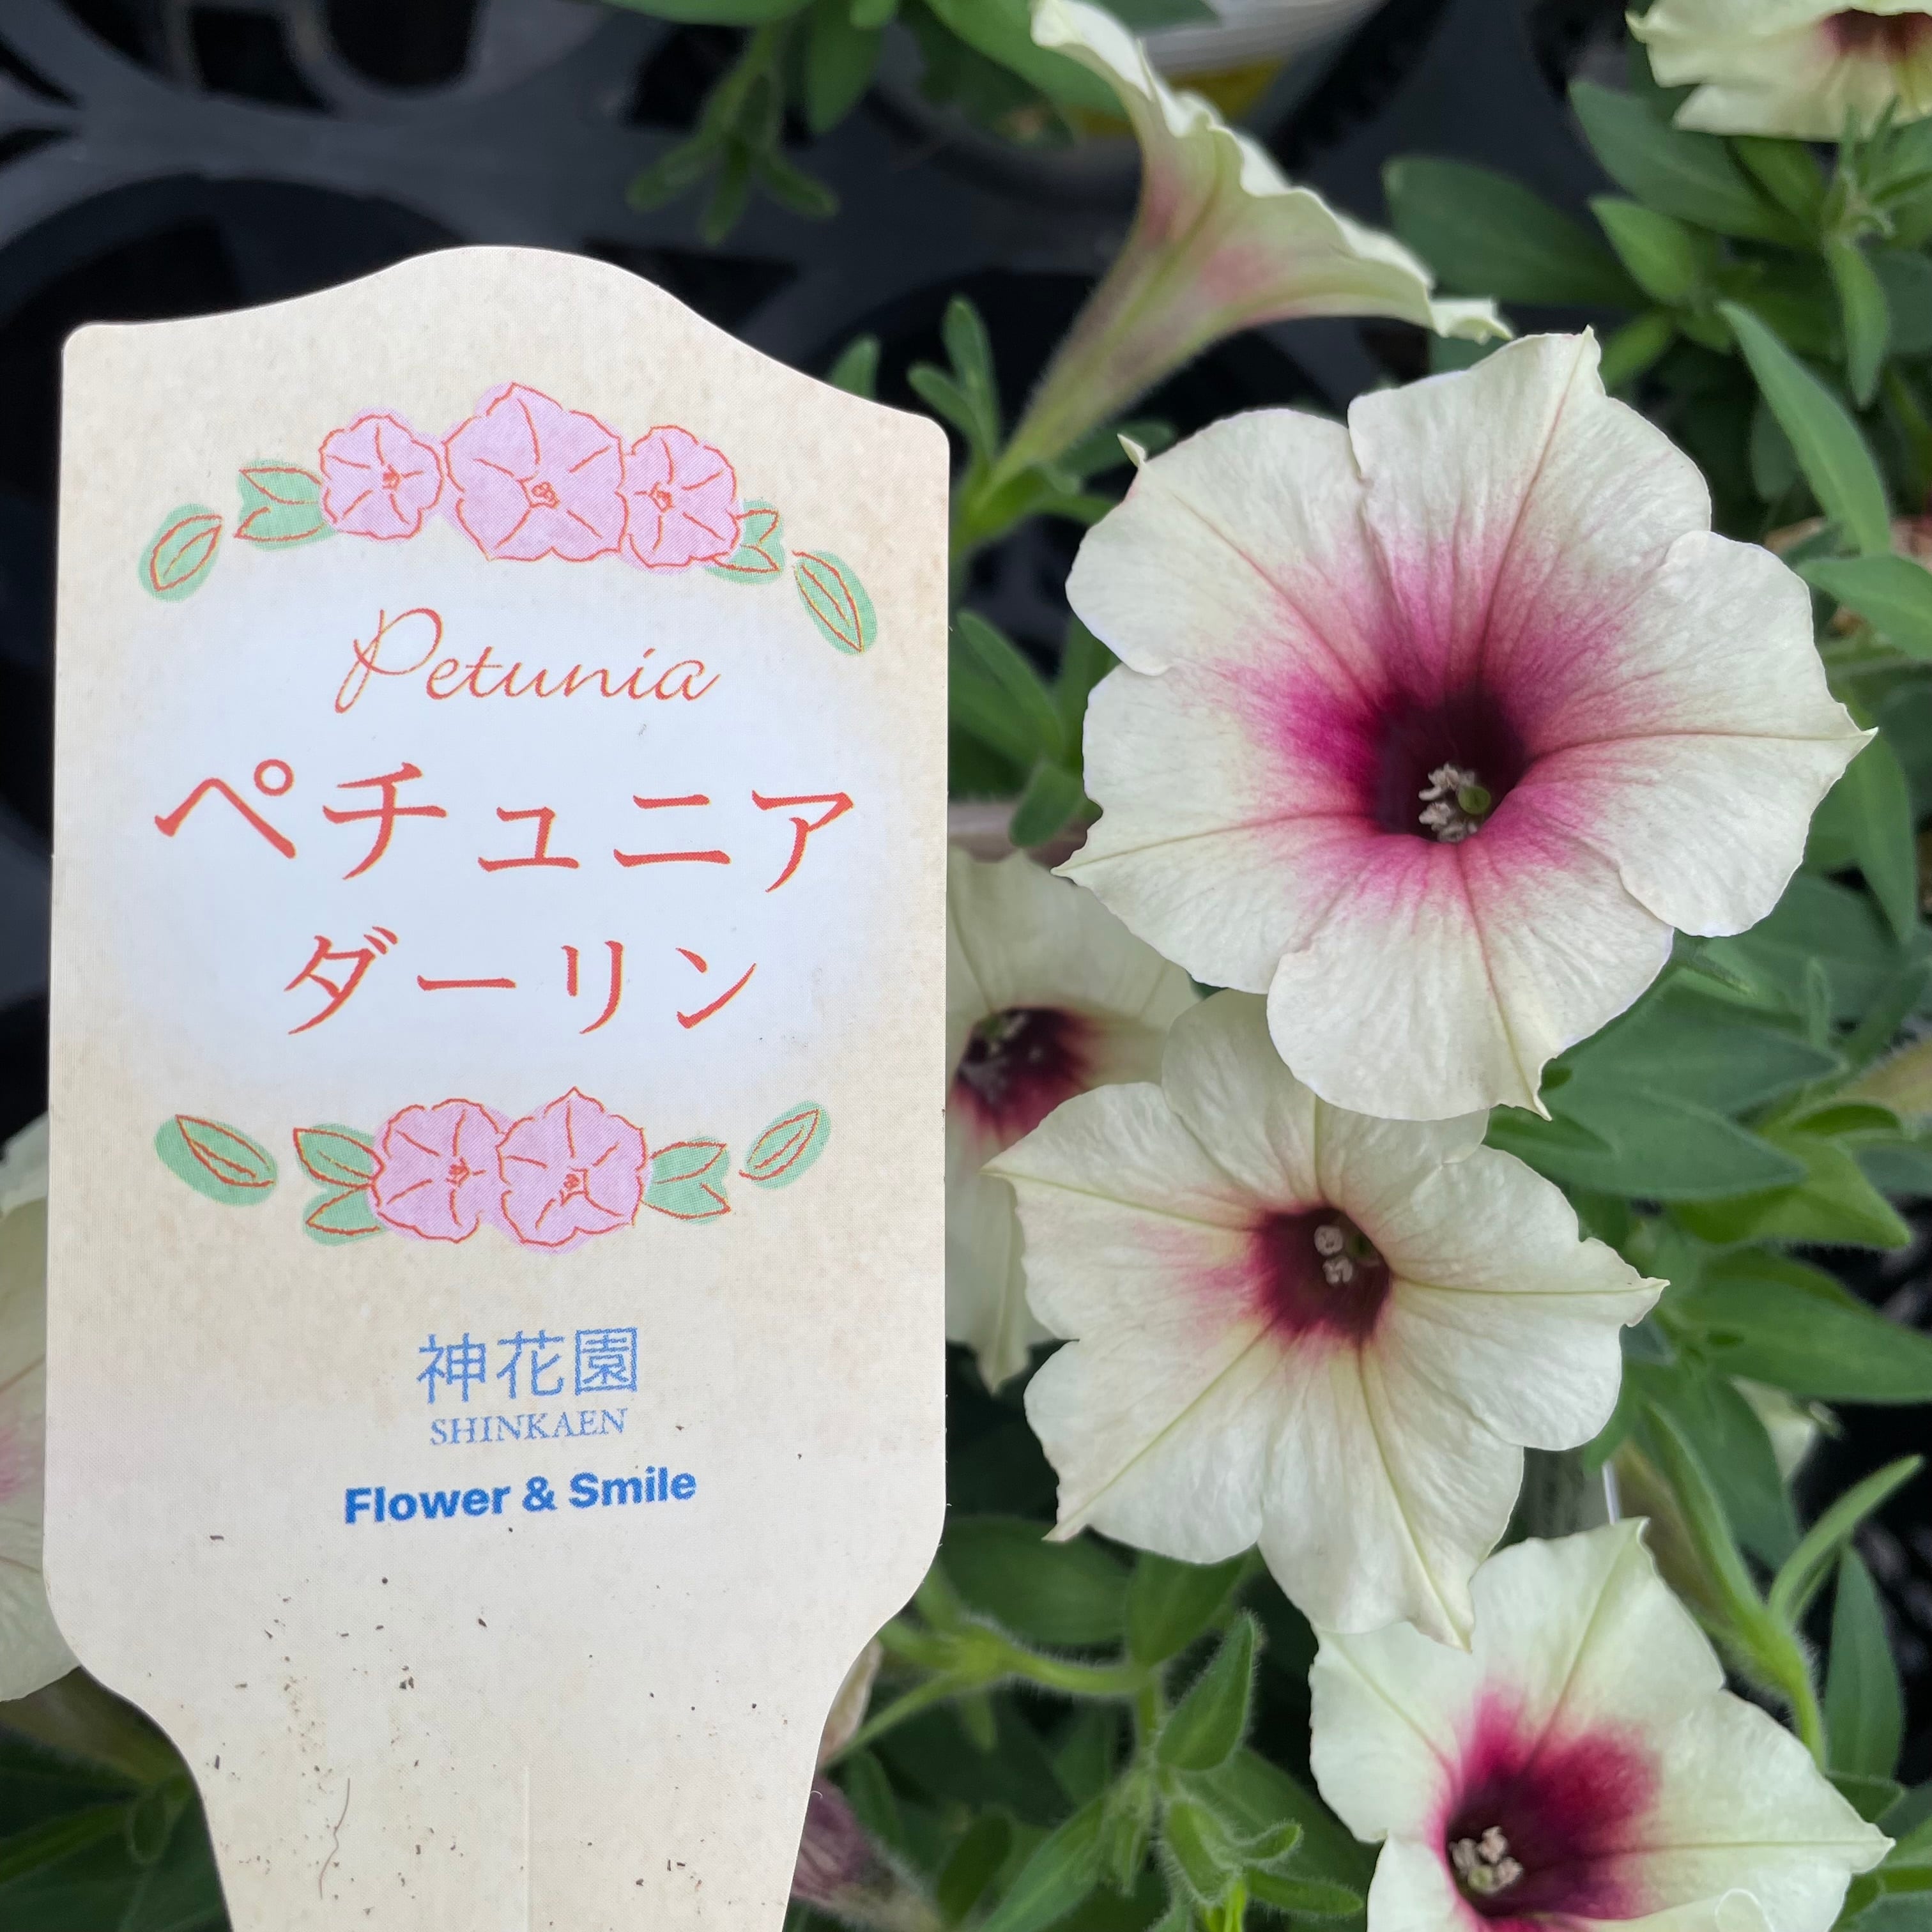 Petunia
ペチュニア
ダーリン
神花園
SHINKAEN
Flower & Smile